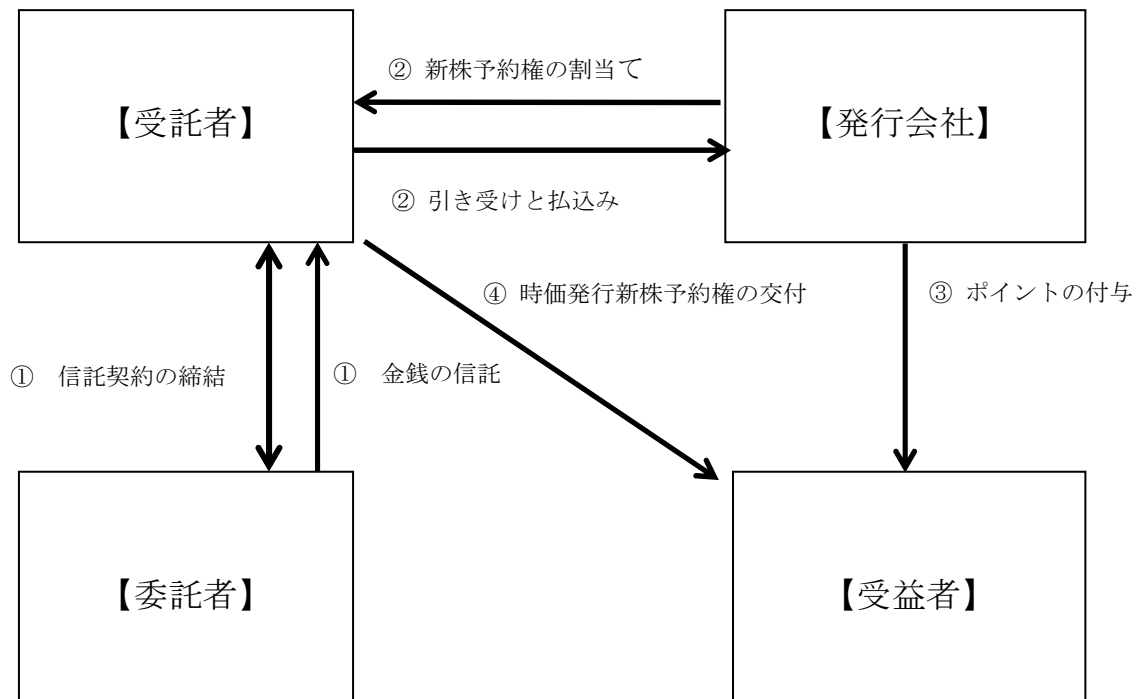 ② 新株予約権の割当て
【受託者】
【発行会社】
② 引き受けと払込み
④ 時価発行新株予約権の交付
③ ポイントの付与
① 信託契約の締結
① 金銭の信託
【委託者】
【受益者】